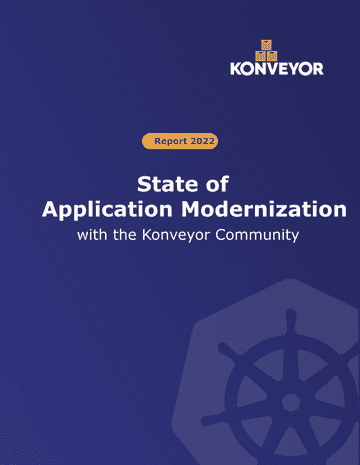 KONVEYOR
Report 2022
State of
Application Modernization
with the Konveyor Community